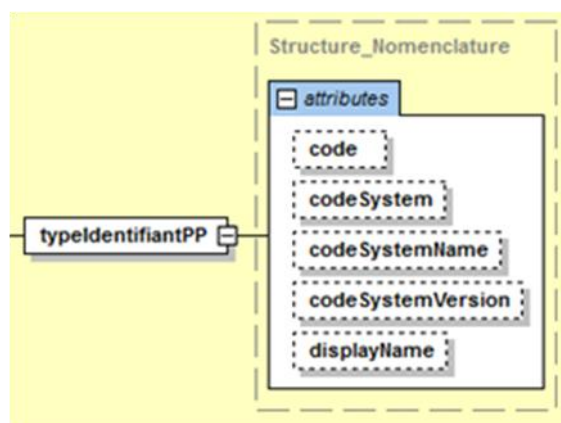 Structure_Nomenclature
attributes
code
codeSystem
typeIdentifiantPP
codeSystemName
codeSystemVersion
displayName